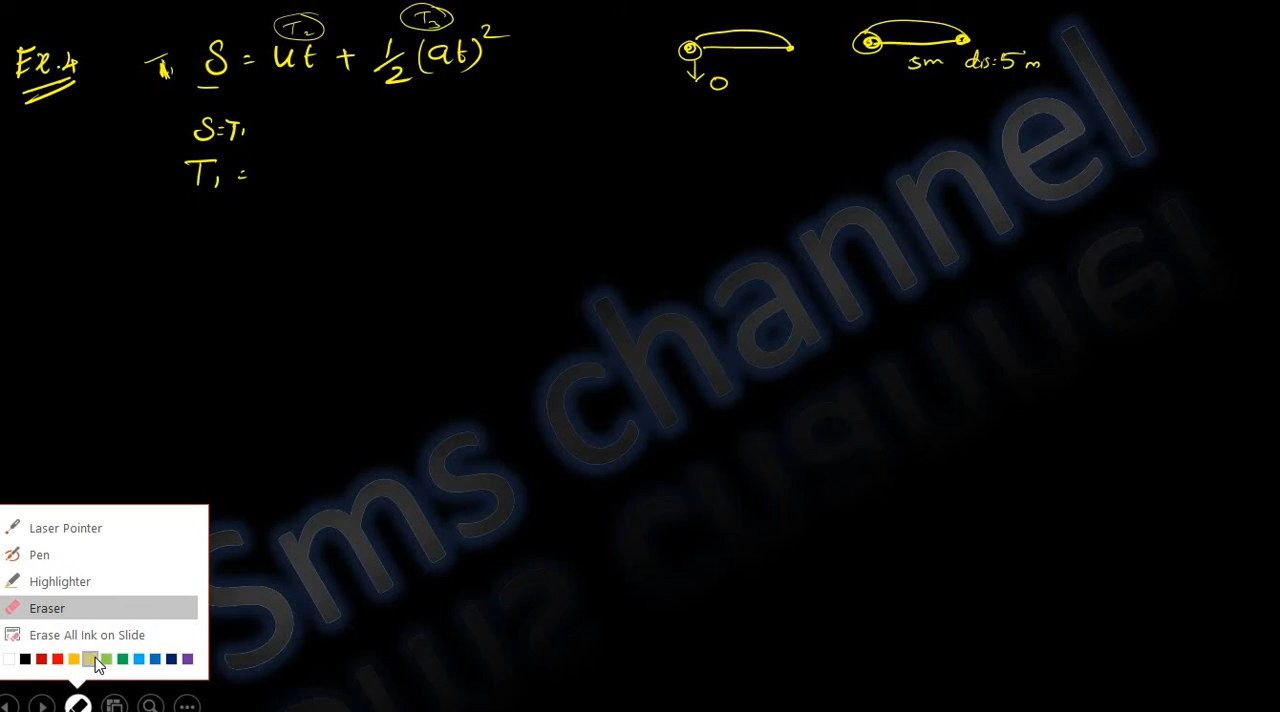 Ex.4
T₁ S = ut + 1/2 (at)²
T₂
T₃
S=T₁
T₁ =
0
5m dis=5 m
Sms channel
Laser Pointer
Pen
Highlighter
Eraser
Erase All Ink on Slide